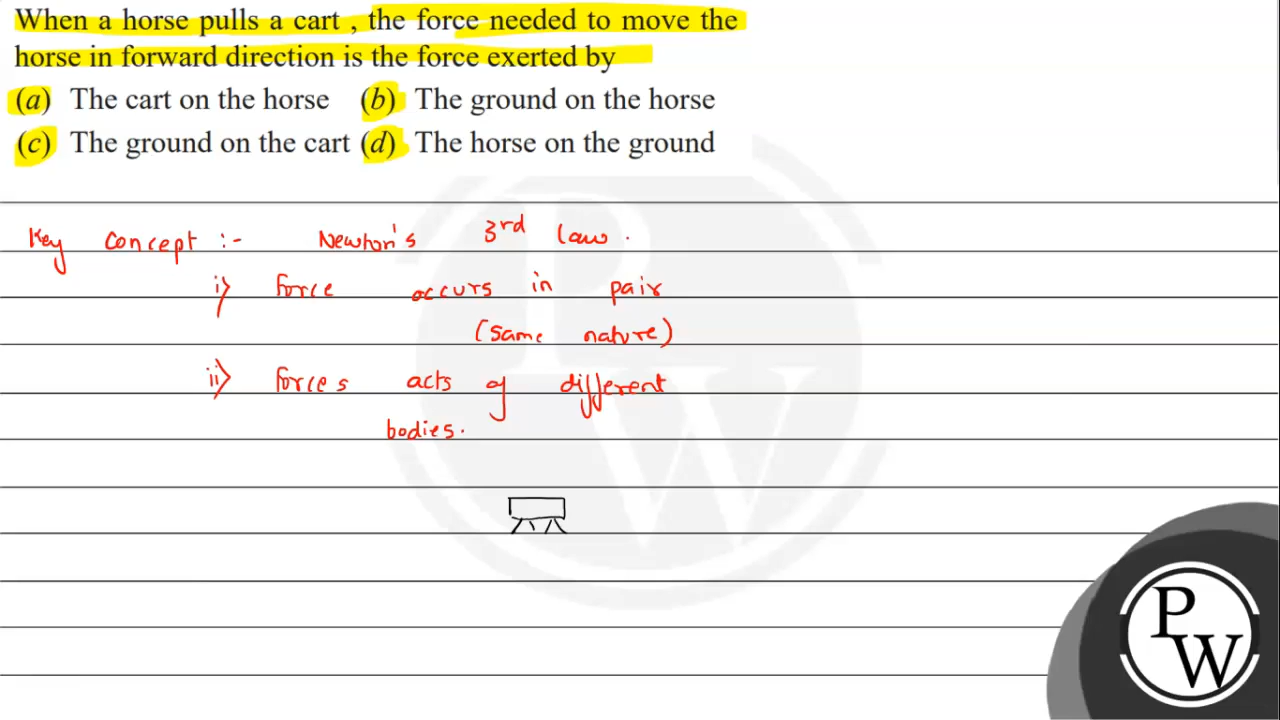 When a horse pulls a cart , the force needed to move the
horse in forward direction is the force exerted by
(a) The cart on the horse (b) The ground on the horse
(c) The ground on the cart (d) The horse on the ground
Key Concept :- Newton's 3rd law.
i) Force occurs in pair
(same nature)
ii) Forces acts of different
bodies.
PW
P
W